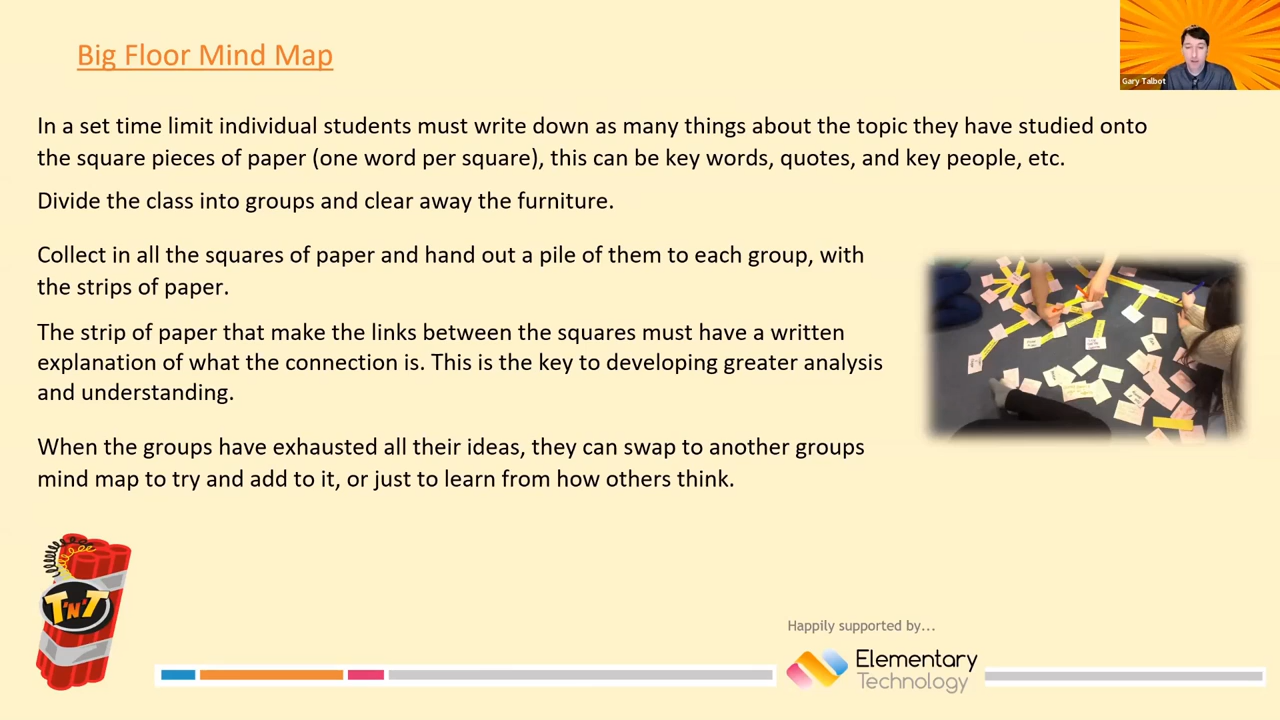 Big Floor Mind Map
Gary Talbot
In a set time limit individual students must write down as many things about the topic they have studied onto
the square pieces of paper (one word per square), this can be key words, quotes, and key people, etc.
Divide the class into groups and clear away the furniture.
Collect in all the squares of paper and hand out a pile of them to each group, with
the strips of paper.
The strip of paper that make the links between the squares must have a written
explanation of what the connection is. This is the key to developing greater analysis
and understanding.
When the groups have exhausted all their ideas, they can swap to another groups
mind map to try and add to it, or just to learn from how others think.
T'N'T
Happily supported by...
Elementary
Technology